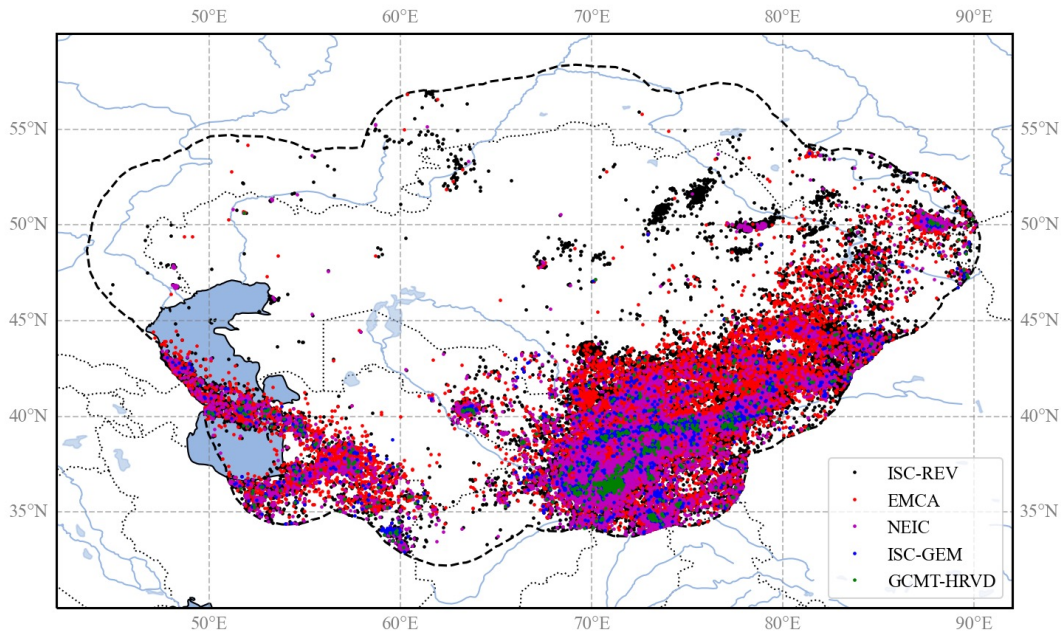 50°E 60°E 70°E 80°E 90°E
55°N 55°N
50°N 50°N
45°N 45°N
40°N 40°N
35°N 35°N
ISC-REV
EMCA
NEIC
ISC-GEM
GCMT-HRVD
50°E 60°E 70°E 80°E 90°E